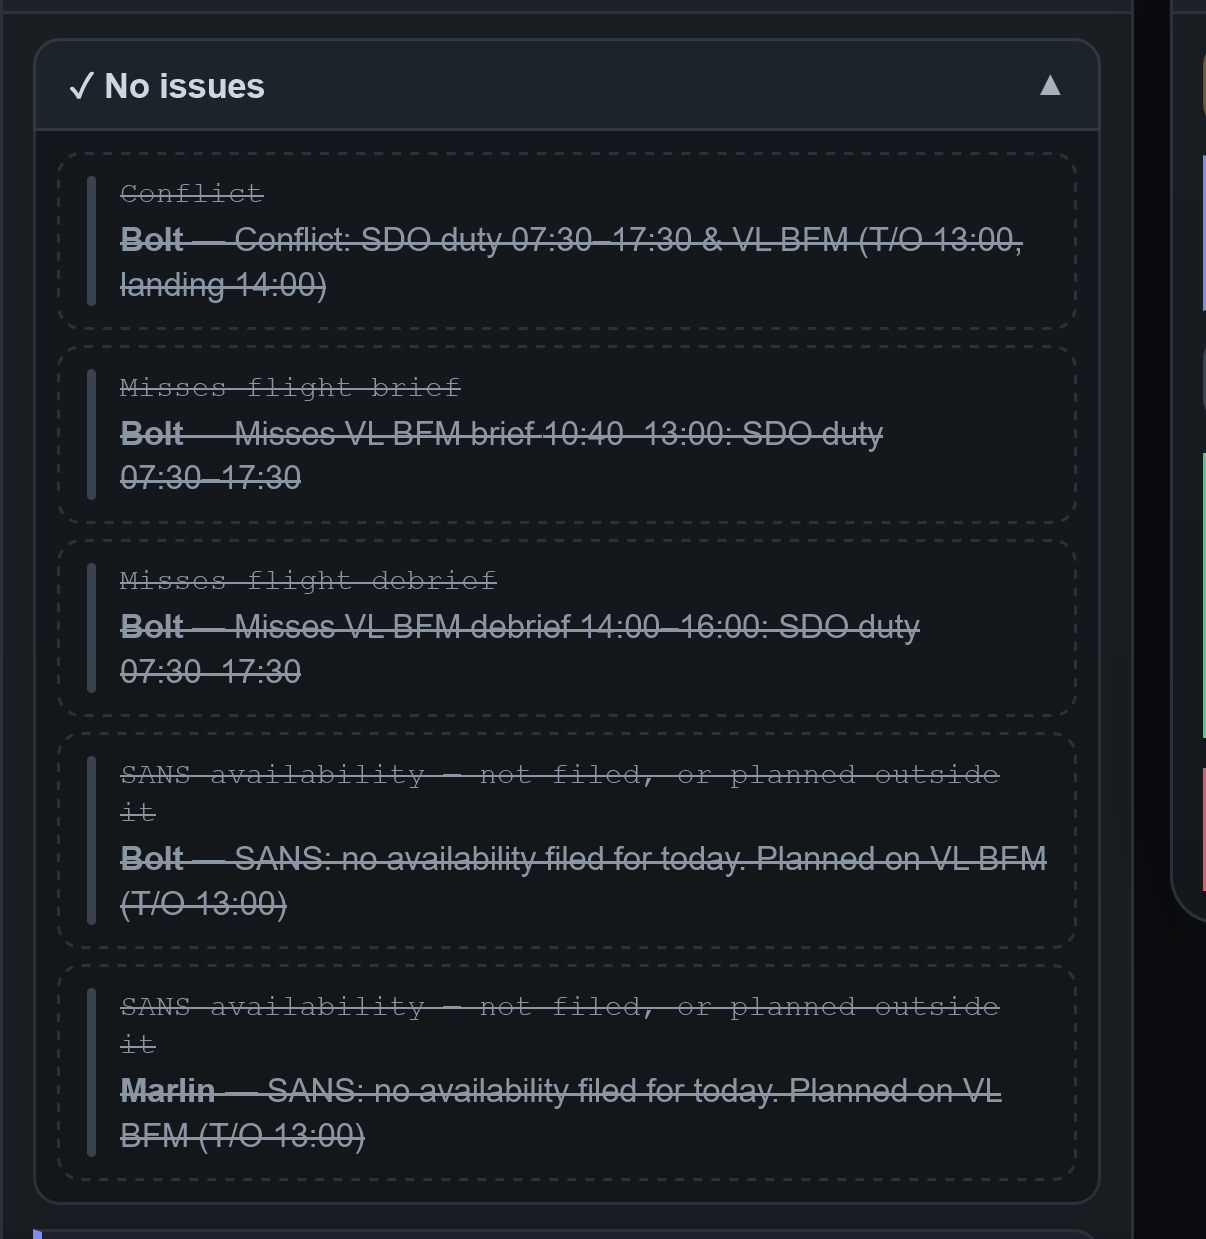 ✓ No issues ▲
Conflict
Bolt — Conflict: SDO duty 07:30–17:30 & VL BFM (T/O 13:00,
landing 14:00)
Misses flight brief
Bolt — Misses VL BFM brief 10:40–13:00: SDO duty
07:30–17:30
Misses flight debrief
Bolt — Misses VL BFM debrief 14:00–16:00: SDO duty
07:30–17:30
SANS availability — not filed, or planned outside
it
Bolt — SANS: no availability filed for today. Planned on VL BFM
(T/O 13:00)
SANS availability — not filed, or planned outside
it
Marlin — SANS: no availability filed for today. Planned on VL
BFM (T/O 13:00)